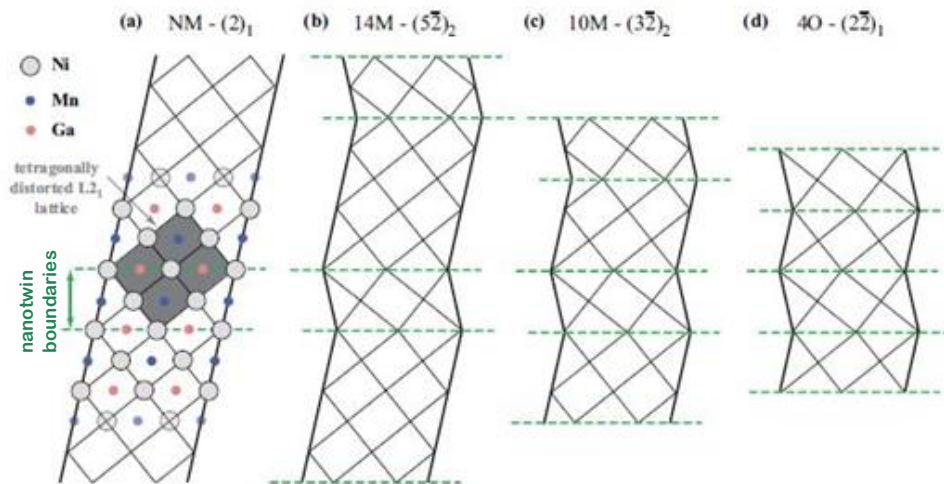 (a) NM - (2)₁
(b) 14M - (52̅)₂
(c) 10M - (32̅)₂
(d) 4O - (22̅)₁
Ni
Mn
Ga
tetragonally
distorted L2₁
lattice
nanotwin
boundaries